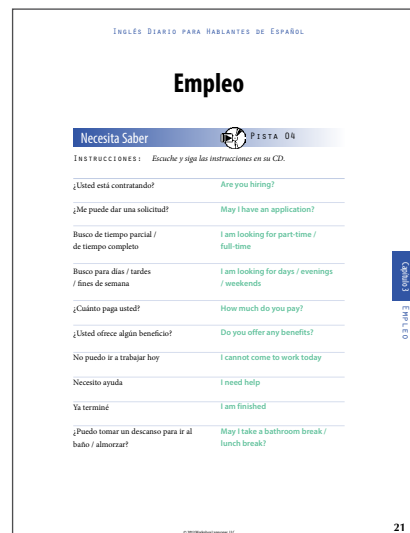 Inglés Diario para Hablantes de Español
Empleo
Necesita Saber
Pista 04
Instrucciones: Escuche y siga las instrucciones en su CD.
¿Usted está contratando?
Are you hiring?
¿Me puede dar una solicitud?
May I have an application?
Busco de tiempo parcial /
de tiempo completo
I am looking for part-time /
full-time
Busco para días / tardes
/ fines de semana
I am looking for days / evenings
/ weekends
¿Cuánto paga usted?
How much do you pay?
¿Usted ofrece algún beneficio?
Do you offer any benefits?
No puedo ir a trabajar hoy
I cannot come to work today
Necesito ayuda
I need help
Ya terminé
I am finished
¿Puedo tomar un descanso para ir al
baño / almorzar?
May I take a bathroom break /
lunch break?
Capítulo 3
Empleo
21